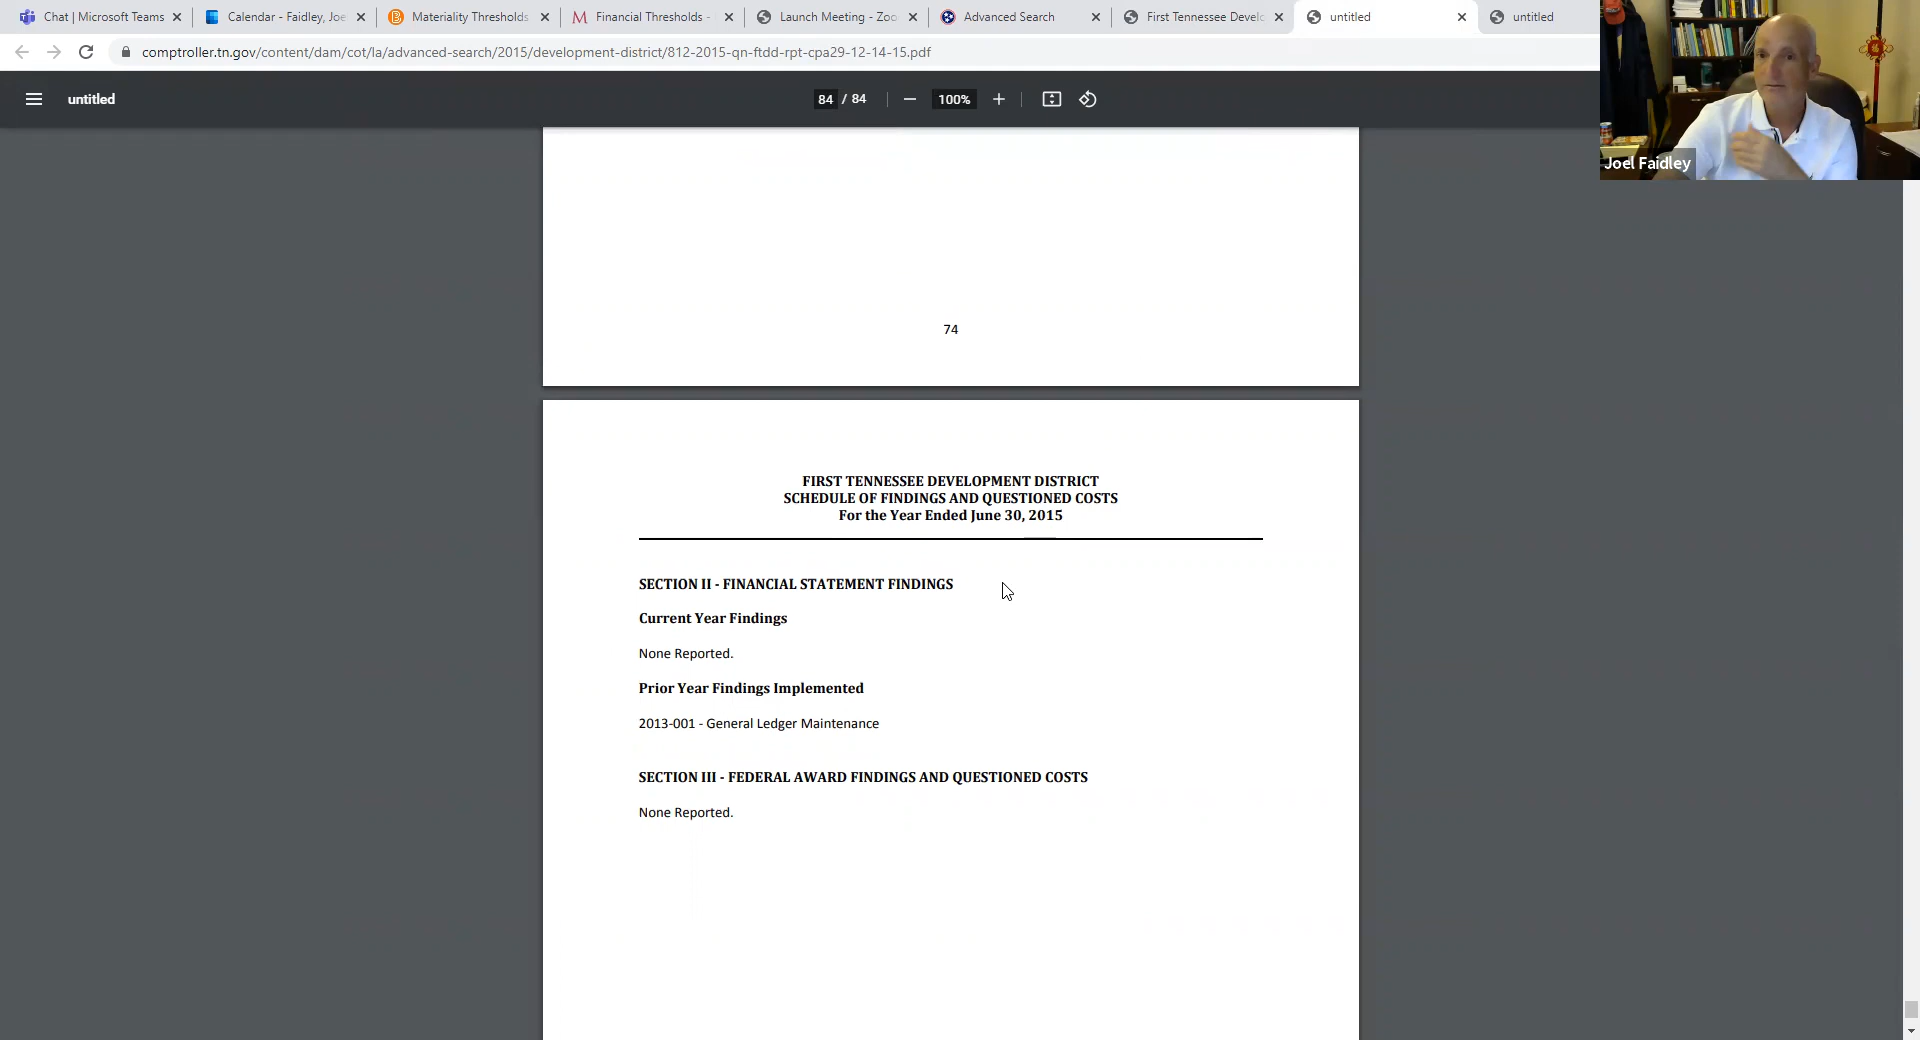 Chat | Microsoft Teams
Calendar - Faidley, Joe
Materiality Thresholds
Financial Thresholds -
Launch Meeting - Zoo
Advanced Search
First Tennessee Develo
untitled
untitled
comptroller.tn.gov/content/dam/cot/la/advanced-search/2015/development-district/812-2015-qn-ftdd-rpt-cpa29-12-14-15.pdf
untitled
84 / 84
100%
Joel Faidley
74
FIRST TENNESSEE DEVELOPMENT DISTRICT
SCHEDULE OF FINDINGS AND QUESTIONED COSTS
For the Year Ended June 30, 2015
SECTION II - FINANCIAL STATEMENT FINDINGS
Current Year Findings
None Reported.
Prior Year Findings Implemented
2013-001 - General Ledger Maintenance
SECTION III - FEDERAL AWARD FINDINGS AND QUESTIONED COSTS
None Reported.